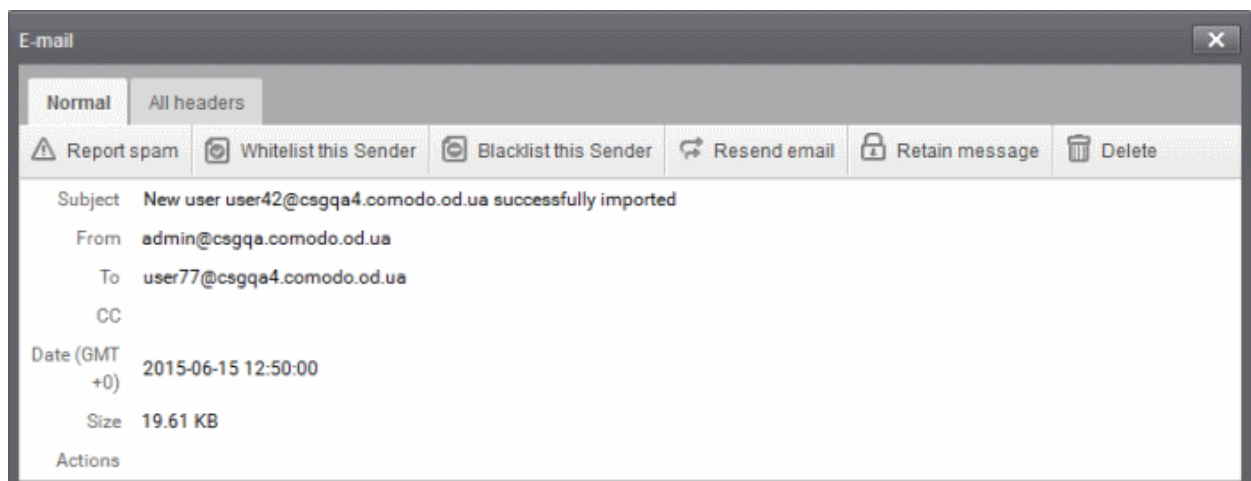 E-mail
Normal All headers
Report spam Whitelist this Sender Blacklist this Sender Resend email Retain message Delete
Subject New user user42@csgqa4.comodo.od.ua successfully imported
From admin@csgqa.comodo.od.ua
To user77@csgqa4.comodo.od.ua
CC
Date (GMT
+0) 2015-06-15 12:50:00
Size 19.61 KB
Actions